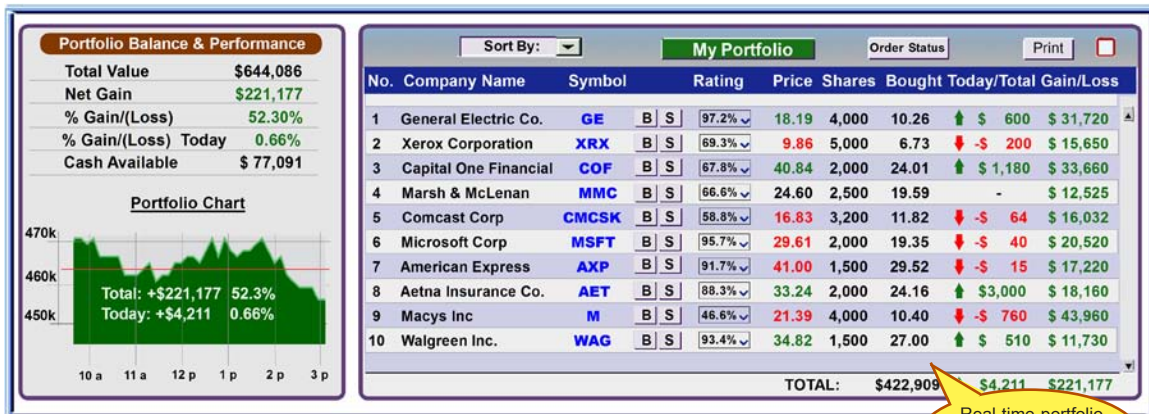 Portfolio Balance & Performance
Total Value $644,086
Net Gain $221,177
% Gain/(Loss) 52.30%
% Gain/(Loss) Today 0.66%
Cash Available $ 77,091
Portfolio Chart
470k
460k
450k
Total: +$221,177 52.3%
Today: +$4,211 0.66%
10 a 11 a 12 p 1 p 2 p 3 p
Sort By: My Portfolio Order Status Print
No. Company Name Symbol Rating Price Shares Bought Today/Total Gain/Loss
1 General Electric Co. GE B S 97.2% 18.19 4,000 10.26 $ 600 $ 31,720
2 Xerox Corporation XRX B S 69.3% 9.86 5,000 6.73 -$ 200 $ 15,650
3 Capital One Financial COF B S 67.8% 40.84 2,000 24.01 $ 1,180 $ 33,660
4 Marsh & McLenan MMC B S 66.6% 24.60 2,500 19.59 - $ 12,525
5 Comcast Corp CMCSK B S 58.8% 16.83 3,200 11.82 -$ 64 $ 16,032
6 Microsoft Corp MSFT B S 95.7% 29.61 2,000 19.35 -$ 40 $ 20,520
7 American Express AXP B S 91.7% 41.00 1,500 29.52 -$ 15 $ 17,220
8 Aetna Insurance Co. AET B S 88.3% 33.24 2,000 24.16 $3,000 $ 18,160
9 Macys Inc M B S 46.6% 21.39 4,000 10.40 -$ 760 $ 43,960
10 Walgreen Inc. WAG B S 93.4% 34.82 1,500 27.00 $ 510 $ 11,730
TOTAL: $422,909 $4,211 $221,177
Real time portfolio